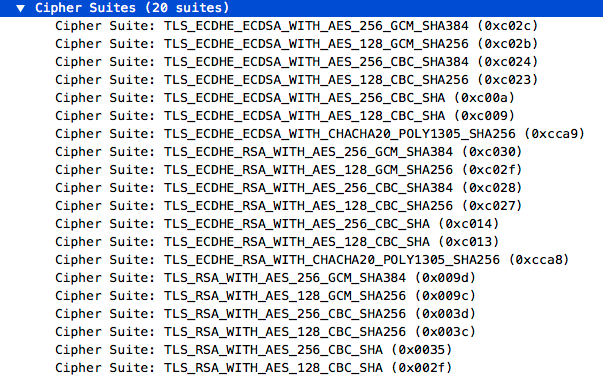 Cipher Suites (20 suites)
Cipher Suite: TLS_ECDHE_ECDSA_WITH_AES_256_GCM_SHA384 (0xc02c)
Cipher Suite: TLS_ECDHE_ECDSA_WITH_AES_128_GCM_SHA256 (0xc02b)
Cipher Suite: TLS_ECDHE_ECDSA_WITH_AES_256_CBC_SHA384 (0xc024)
Cipher Suite: TLS_ECDHE_ECDSA_WITH_AES_128_CBC_SHA256 (0xc023)
Cipher Suite: TLS_ECDHE_ECDSA_WITH_AES_256_CBC_SHA (0xc00a)
Cipher Suite: TLS_ECDHE_ECDSA_WITH_AES_128_CBC_SHA (0xc009)
Cipher Suite: TLS_ECDHE_ECDSA_WITH_CHACHA20_POLY1305_SHA256 (0xcca9)
Cipher Suite: TLS_ECDHE_RSA_WITH_AES_256_GCM_SHA384 (0xc030)
Cipher Suite: TLS_ECDHE_RSA_WITH_AES_128_GCM_SHA256 (0xc02f)
Cipher Suite: TLS_ECDHE_RSA_WITH_AES_256_CBC_SHA384 (0xc028)
Cipher Suite: TLS_ECDHE_RSA_WITH_AES_128_CBC_SHA256 (0xc027)
Cipher Suite: TLS_ECDHE_RSA_WITH_AES_256_CBC_SHA (0xc014)
Cipher Suite: TLS_ECDHE_RSA_WITH_AES_128_CBC_SHA (0xc013)
Cipher Suite: TLS_ECDHE_RSA_WITH_CHACHA20_POLY1305_SHA256 (0xcca8)
Cipher Suite: TLS_RSA_WITH_AES_256_GCM_SHA384 (0x009d)
Cipher Suite: TLS_RSA_WITH_AES_128_GCM_SHA256 (0x009c)
Cipher Suite: TLS_RSA_WITH_AES_256_CBC_SHA256 (0x003d)
Cipher Suite: TLS_RSA_WITH_AES_128_CBC_SHA256 (0x003c)
Cipher Suite: TLS_RSA_WITH_AES_256_CBC_SHA (0x0035)
Cipher Suite: TLS_RSA_WITH_AES_128_CBC_SHA (0x002f)